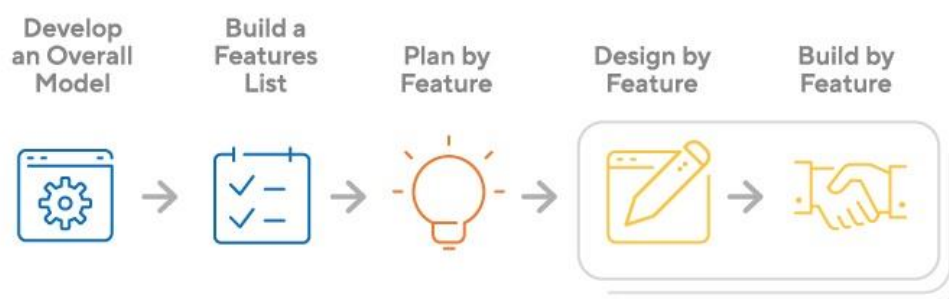 Develop
an Overall
Model
Build a
Features
List
Plan by
Feature
Design by
Feature
Build by
Feature